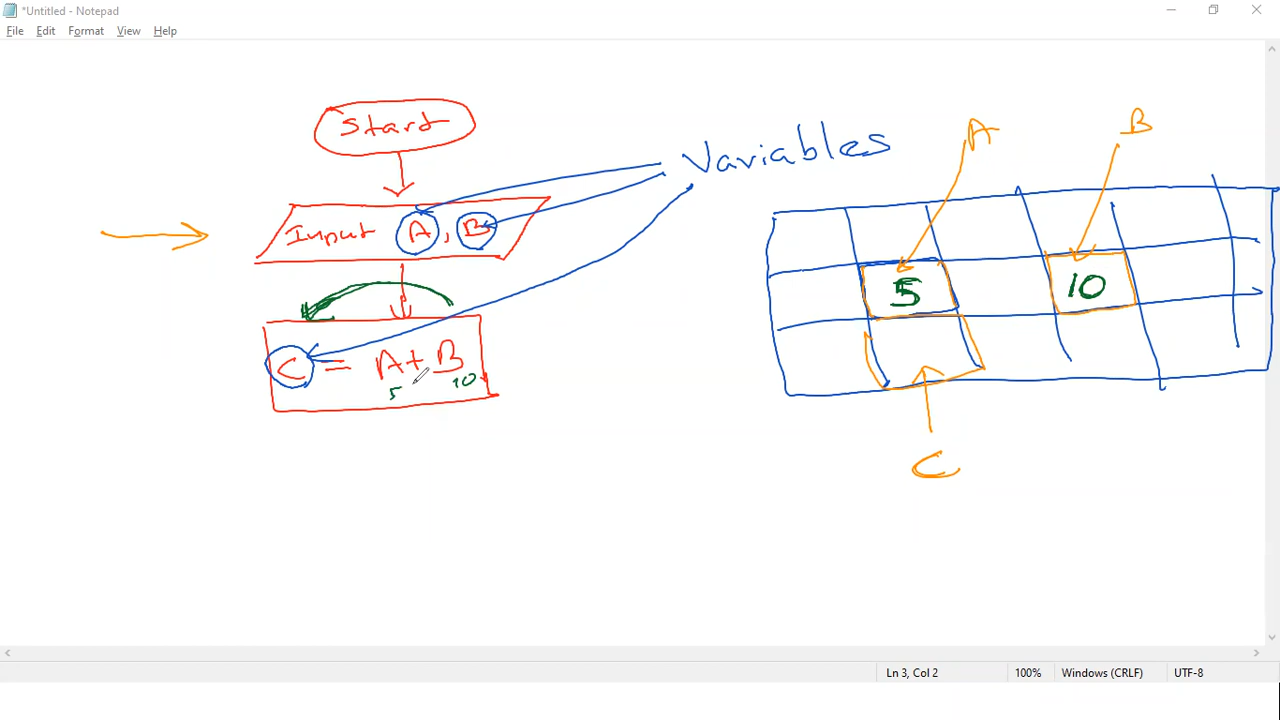 *Untitled - Notepad
File Edit Format View Help
Start
Input A, B
C = A+B
5 10
Variables
A
B
5 10
C
Ln 3, Col 2 100% Windows (CRLF) UTF-8